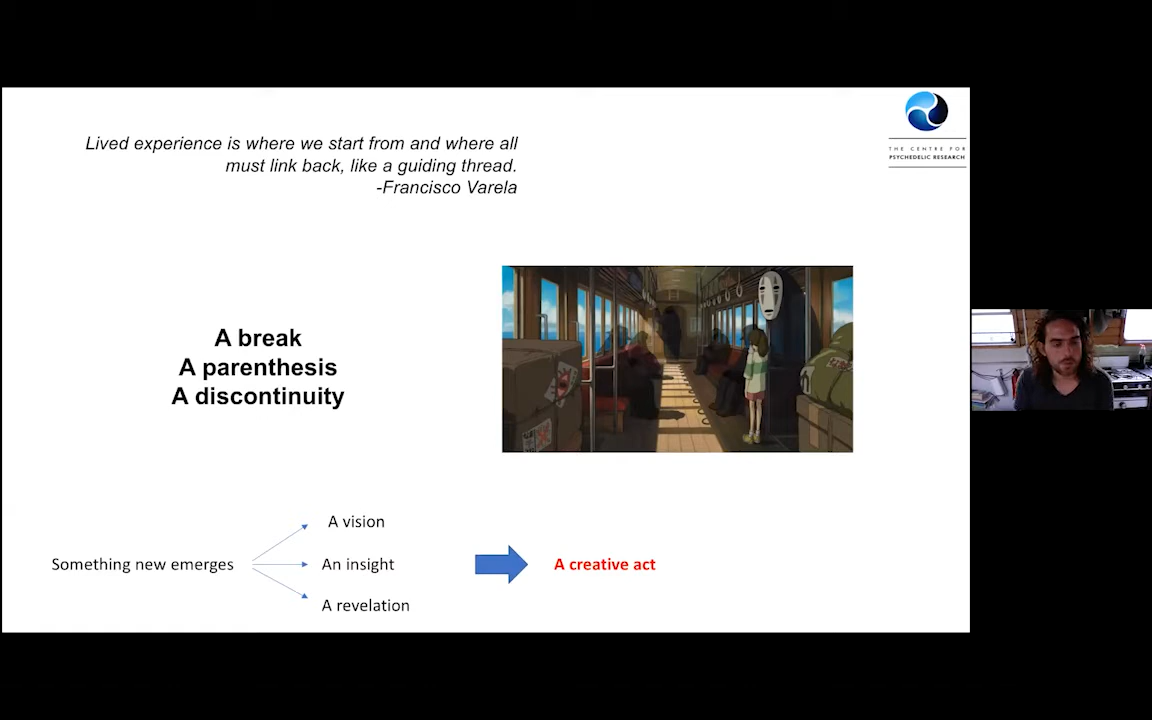 Lived experience is where we start from and where all
must link back, like a guiding thread.
-Francisco Varela
THE CENTRE FOR
PSYCHEDELIC RESEARCH
A break
A parenthesis
A discontinuity
Something new emerges
A vision
An insight
A revelation
A creative act